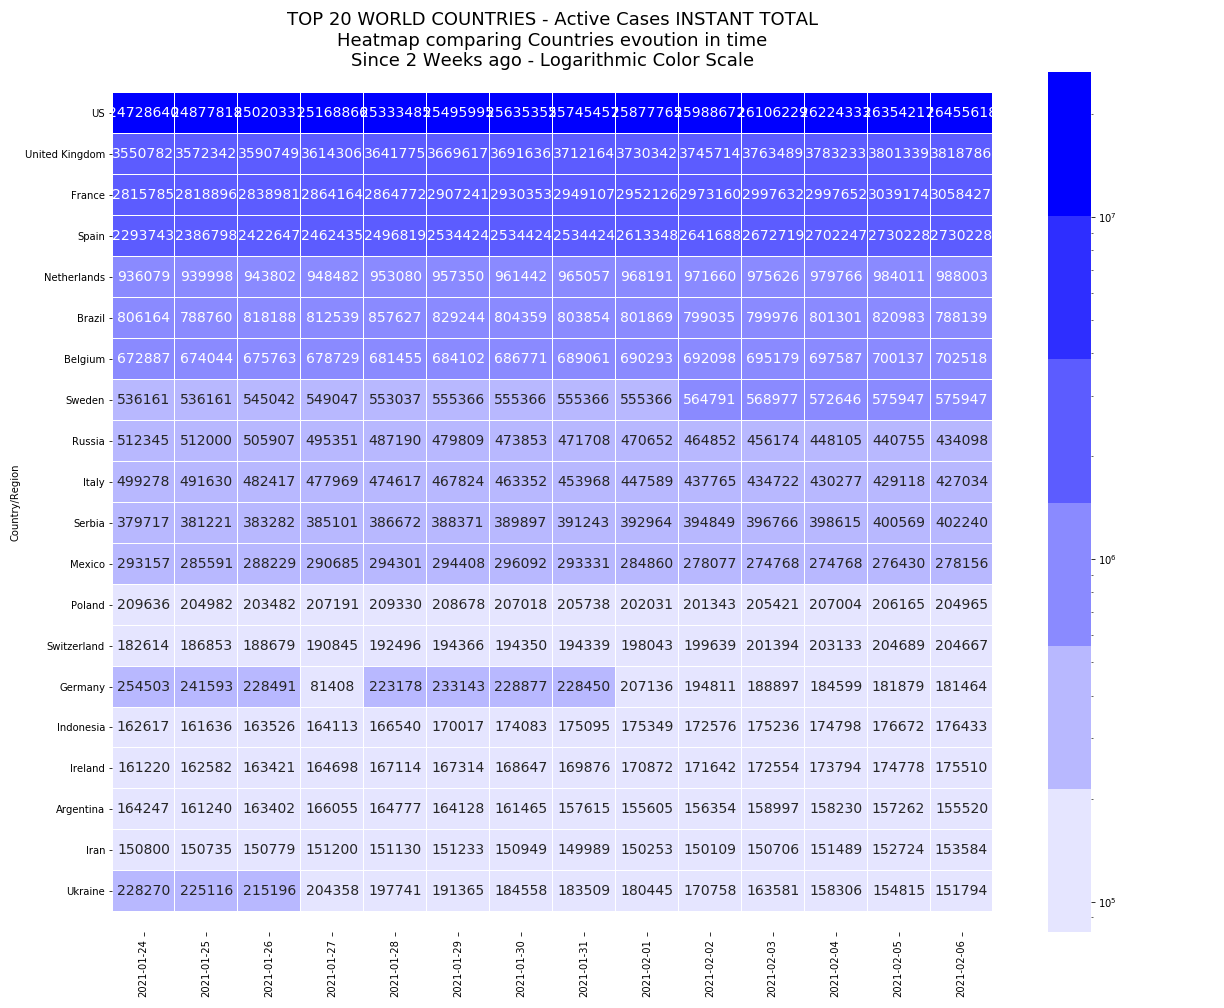 TOP 20 WORLD COUNTRIES - Active Cases INSTANT TOTAL
Heatmap comparing Countries evoution in time
Since 2 Weeks ago - Logarithmic Color Scale
Country/Region
US 24728640 24877818 25168866 25333485 25495995 26106229 26455618
United Kingdom 3550782 3572342 3590749 3614306 3641775 3669617 3691636 3712164 3730342 3745714 3763489 3783233 3801339 3818786
France 2815785 2818896 2838981 2864164 2864772 2907241 2930353 2949107 2952126 2973160 2997632 2997652 3039174 3058427
Spain 2293743 2386798 2422647 2462435 2496819 2534424 2534424 2534424 2613348 2641688 2672719 2702247 2730228 2730228
Netherlands 936079 939998 943802 948482 953080 957350 961442 965057 968191 971660 975626 979766 984011 988003
Brazil 806164 788760 818188 812539 857627 829244 804359 803854 801869 799035 799976 801301 820983 788139
Belgium 672887 674044 675763 678729 681455 684102 686771 689061 690293 692098 695179 697587 700137 702518
Sweden 536161 536161 545042 549047 553037 555366 555366 555366 555366 564791 568977 572646 575947 575947
Russia 512345 512000 505907 495351 487190 479809 473853 471708 470652 464852 456174 448105 440755 434098
Italy 499278 491630 482417 477969 474617 467824 463352 453968 447589 437765 434722 430277 429118 427034
Serbia 379717 381221 383282 385101 386672 388371 389897 391243 392964 394849 396766 398615 400569 402240
Mexico 293157 285591 288229 290685 294301 294408 296092 293331 284860 278077 274768 274768 276430 278156
Poland 209636 204982 203482 207191 209330 208678 207018 205738 202031 201343 205421 207004 206165 204965
Switzerland 182614 186853 188679 190845 192496 194366 194350 194339 198043 199639 201394 203133 204689 204667
Germany 254503 241593 228491 81408 223178 233143 228877 228450 207136 194811 188897 184599 181879 181464
Indonesia 162617 161636 163526 164113 166540 170017 174083 175095 175349 172576 175236 174798 176672 176433
Ireland 161220 162582 163421 164698 167114 167314 168647 169876 170872 171642 172554 173794 174778 175510
Argentina 164247 161240 163402 166055 164777 164128 161465 157615 155605 156354 158997 158230 157262 155520
Iran 150800 150735 150779 151200 151130 151233 150949 149989 150253 150109 150706 151489 152724 153584
Ukraine 228270 225116 215196 204358 197741 191365 184558 183509 180445 170758 163581 158306 154815 151794
2021-01-24 2021-01-25 2021-01-26 2021-01-27 2021-01-28 2021-01-29 2021-01-30 2021-01-31 2021-02-01 2021-02-02 2021-02-03 2021-02-04 2021-02-05 2021-02-06
10⁷
10⁶
10⁵